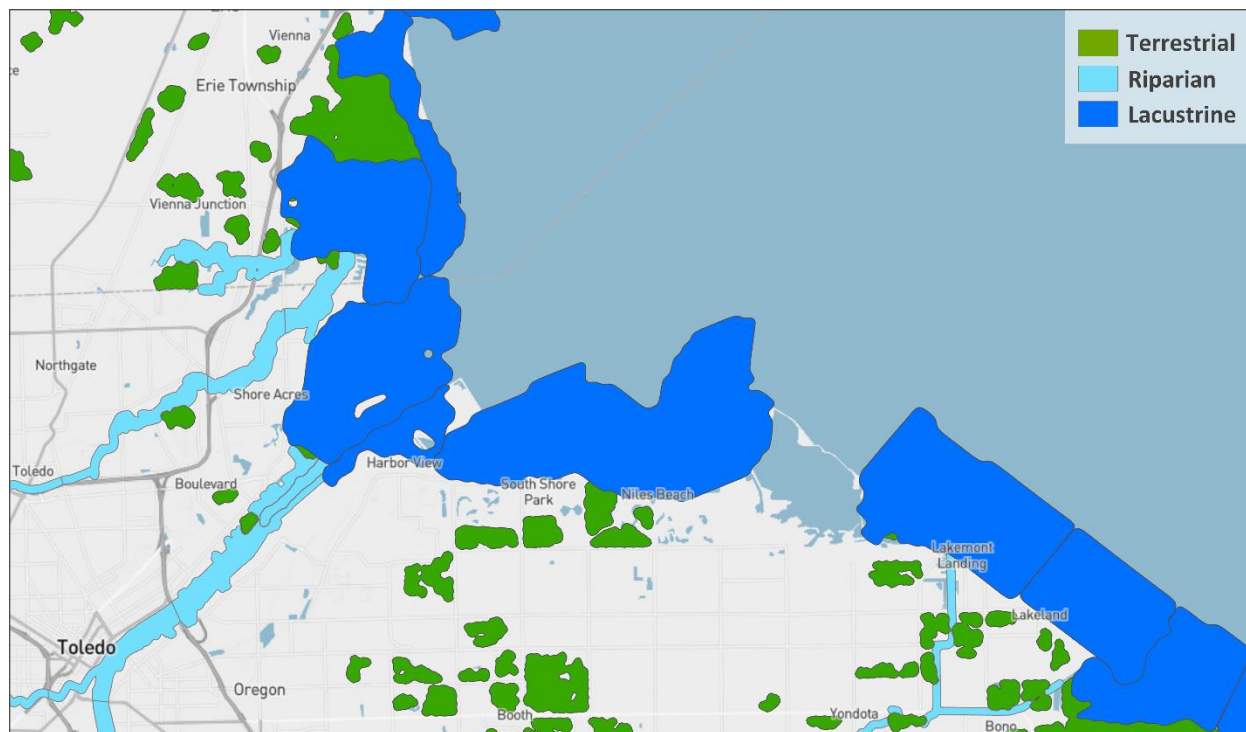 Vienna
Terrestrial
Riparian
Lacustrine
Erie Township
Vienna Junction
Northgate
Shore Acres
Toledo
Boulevard
Harbor View
South Shore
Park
Niles Beach
Lakemont
Landing
Lakeland
Toledo
Oregon
Booth
Yondota
Bono